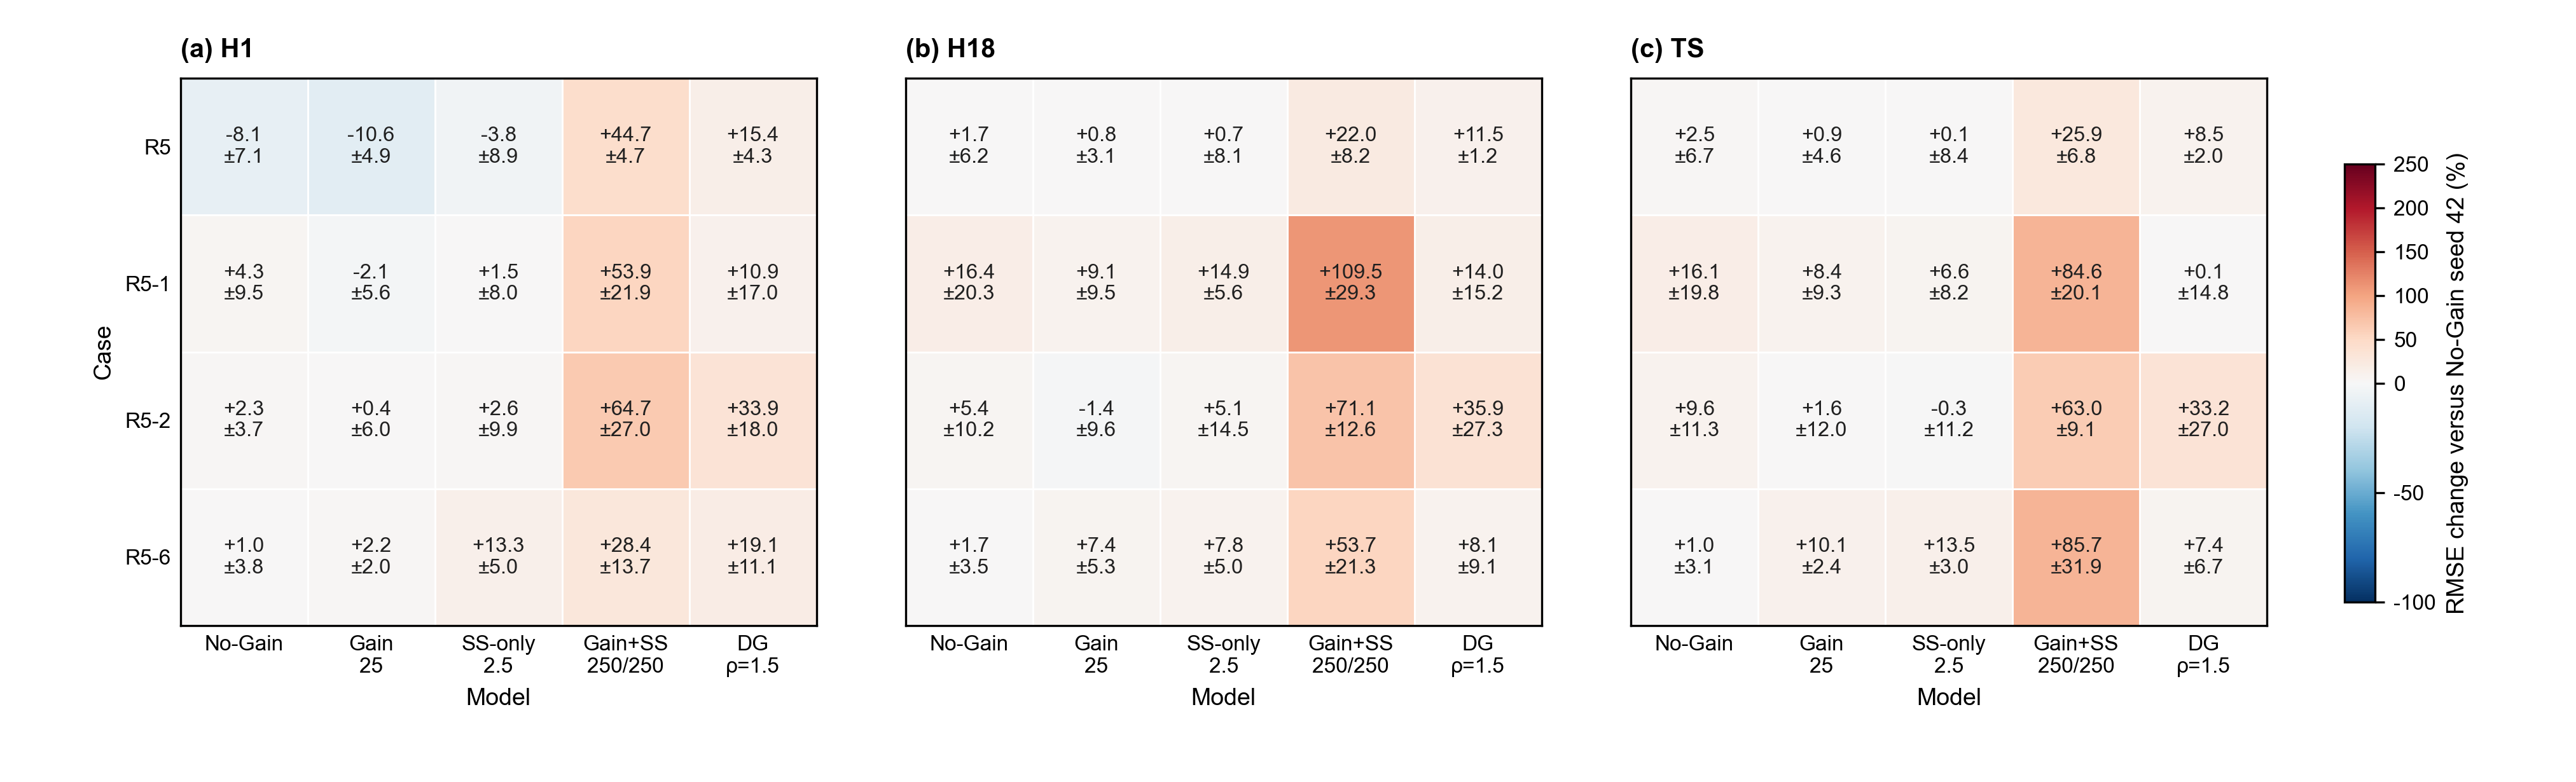 (a) H1
(b) H18
(c) TS
Case
R5
-8.1 -10.6 -3.8 +44.7 +15.4
±7.1 ±4.9 ±8.9 ±4.7 ±4.3
R5-1
+4.3 -2.1 +1.5 +53.9 +10.9
±9.5 ±5.6 ±8.0 ±21.9 ±17.0
R5-2
+2.3 +0.4 +2.6 +64.7 +33.9
±3.7 ±6.0 ±9.9 ±27.0 ±18.0
R5-6
+1.0 +2.2 +13.3 +28.4 +19.1
±3.8 ±2.0 ±5.0 ±13.7 ±11.1
No-Gain Gain SS-only Gain+SS DG
25 2.5 250/250 ρ=1.5
Model
+1.7 +0.8 +0.7 +22.0 +11.5
±6.2 ±3.1 ±8.1 ±8.2 ±1.2
+16.4 +9.1 +14.9 +109.5 +14.0
±20.3 ±9.5 ±5.6 ±29.3 ±15.2
+5.4 -1.4 +5.1 +71.1 +35.9
±10.2 ±9.6 ±14.5 ±12.6 ±27.3
+1.7 +7.4 +7.8 +53.7 +8.1
±3.5 ±5.3 ±5.0 ±21.3 ±9.1
No-Gain Gain SS-only Gain+SS DG
25 2.5 250/250 ρ=1.5
Model
+2.5 +0.9 +0.1 +25.9 +8.5
±6.7 ±4.6 ±8.4 ±6.8 ±2.0
+16.1 +8.4 +6.6 +84.6 +0.1
±19.8 ±9.3 ±8.2 ±20.1 ±14.8
+9.6 +1.6 -0.3 +63.0 +33.2
±11.3 ±12.0 ±11.2 ±9.1 ±27.0
+1.0 +10.1 +13.5 +85.7 +7.4
±3.1 ±2.4 ±3.0 ±31.9 ±6.7
No-Gain Gain SS-only Gain+SS DG
25 2.5 250/250 ρ=1.5
Model
250
200
150
100
50
0
-50
-100
RMSE change versus No-Gain seed 42 (%)